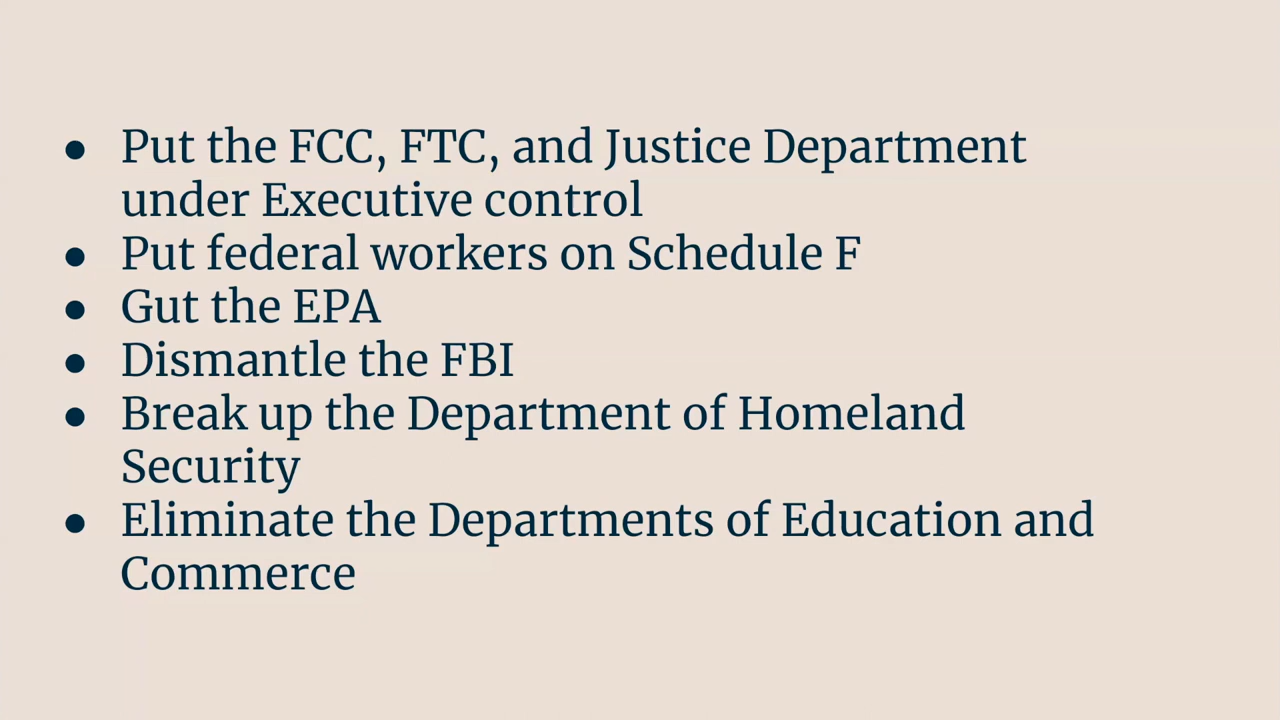 ● Put the FCC, FTC, and Justice Department
under Executive control
● Put federal workers on Schedule F
● Gut the EPA
● Dismantle the FBI
● Break up the Department of Homeland
Security
● Eliminate the Departments of Education and
Commerce